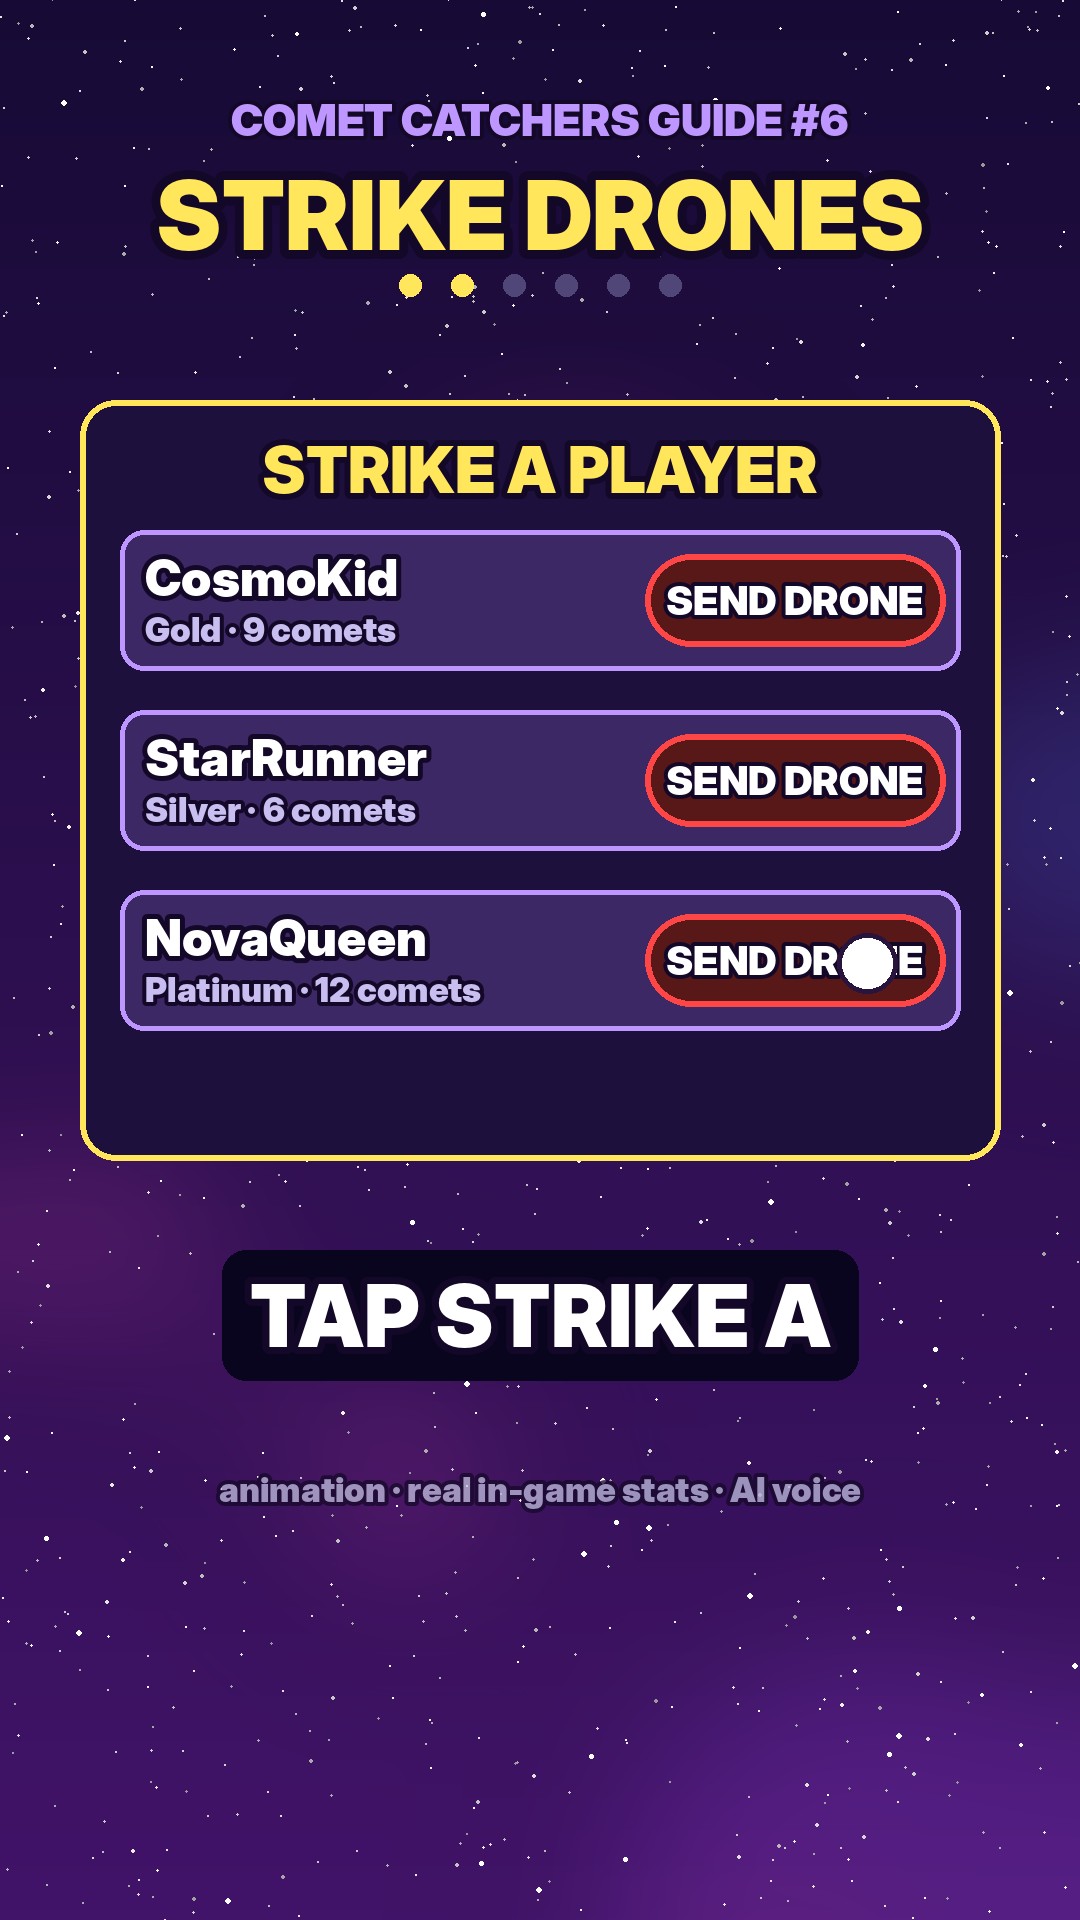 COMET CATCHERS GUIDE #6
STRIKE DRONES
STRIKE A PLAYER
CosmoKid
Gold · 9 comets
SEND DRONE
StarRunner
Silver · 6 comets
SEND DRONE
NovaQueen
Platinum · 12 comets
SEND
TAP STRIKE A
animation · real in-game stats · AI voice